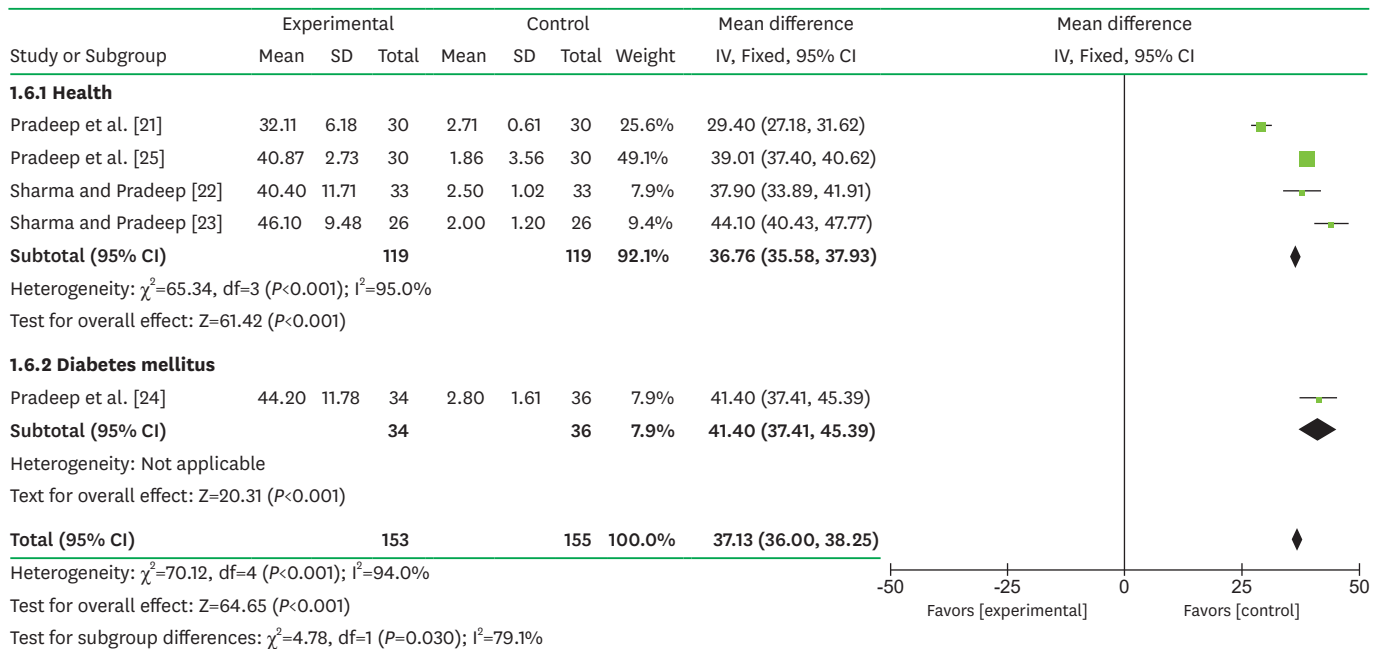 Experimental Control Mean difference Mean difference
Study or Subgroup Mean SD Total Mean SD Total Weight IV, Fixed, 95% CI IV, Fixed, 95% CI
1.6.1 Health
Pradeep et al. [21] 32.11 6.18 30 2.71 0.61 30 25.6% 29.40 (27.18, 31.62)
Pradeep et al. [25] 40.87 2.73 30 1.86 3.56 30 49.1% 39.01 (37.40, 40.62)
Sharma and Pradeep [22] 40.40 11.71 33 2.50 1.02 33 7.9% 37.90 (33.89, 41.91)
Sharma and Pradeep [23] 46.10 9.48 26 2.00 1.20 26 9.4% 44.10 (40.43, 47.77)
Subtotal (95% CI) 119 119 92.1% 36.76 (35.58, 37.93)
Heterogeneity: χ²=65.34, df=3 (P<0.001); I²=95.0%
Test for overall effect: Z=61.42 (P<0.001)
1.6.2 Diabetes mellitus
Pradeep et al. [24] 44.20 11.78 34 2.80 1.61 36 7.9% 41.40 (37.41, 45.39)
Subtotal (95% CI) 34 36 7.9% 41.40 (37.41, 45.39)
Heterogeneity: Not applicable
Text for overall effect: Z=20.31 (P<0.001)
Total (95% CI) 153 155 100.0% 37.13 (36.00, 38.25)
Heterogeneity: χ²=70.12, df=4 (P<0.001); I²=94.0%
-50 -25 0 25 50
Test for overall effect: Z=64.65 (P<0.001)
Favors [experimental] Favors [control]
Test for subgroup differences: χ²=4.78, df=1 (P=0.030); I²=79.1%